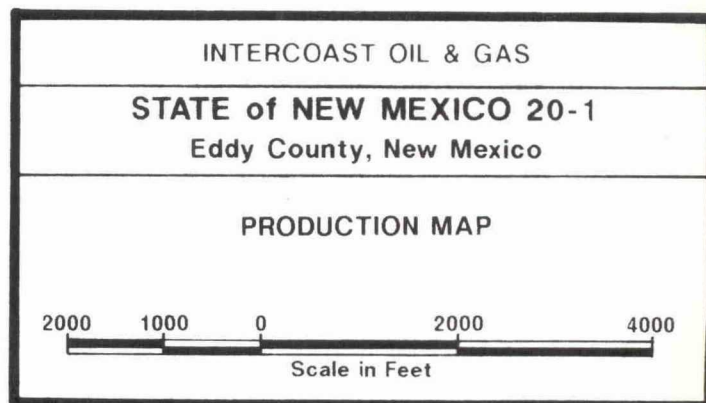 INTERCOAST OIL & GAS
STATE of NEW MEXICO 20-1
Eddy County, New Mexico
PRODUCTION MAP
2000 1000 0 2000 4000
Scale in Feet